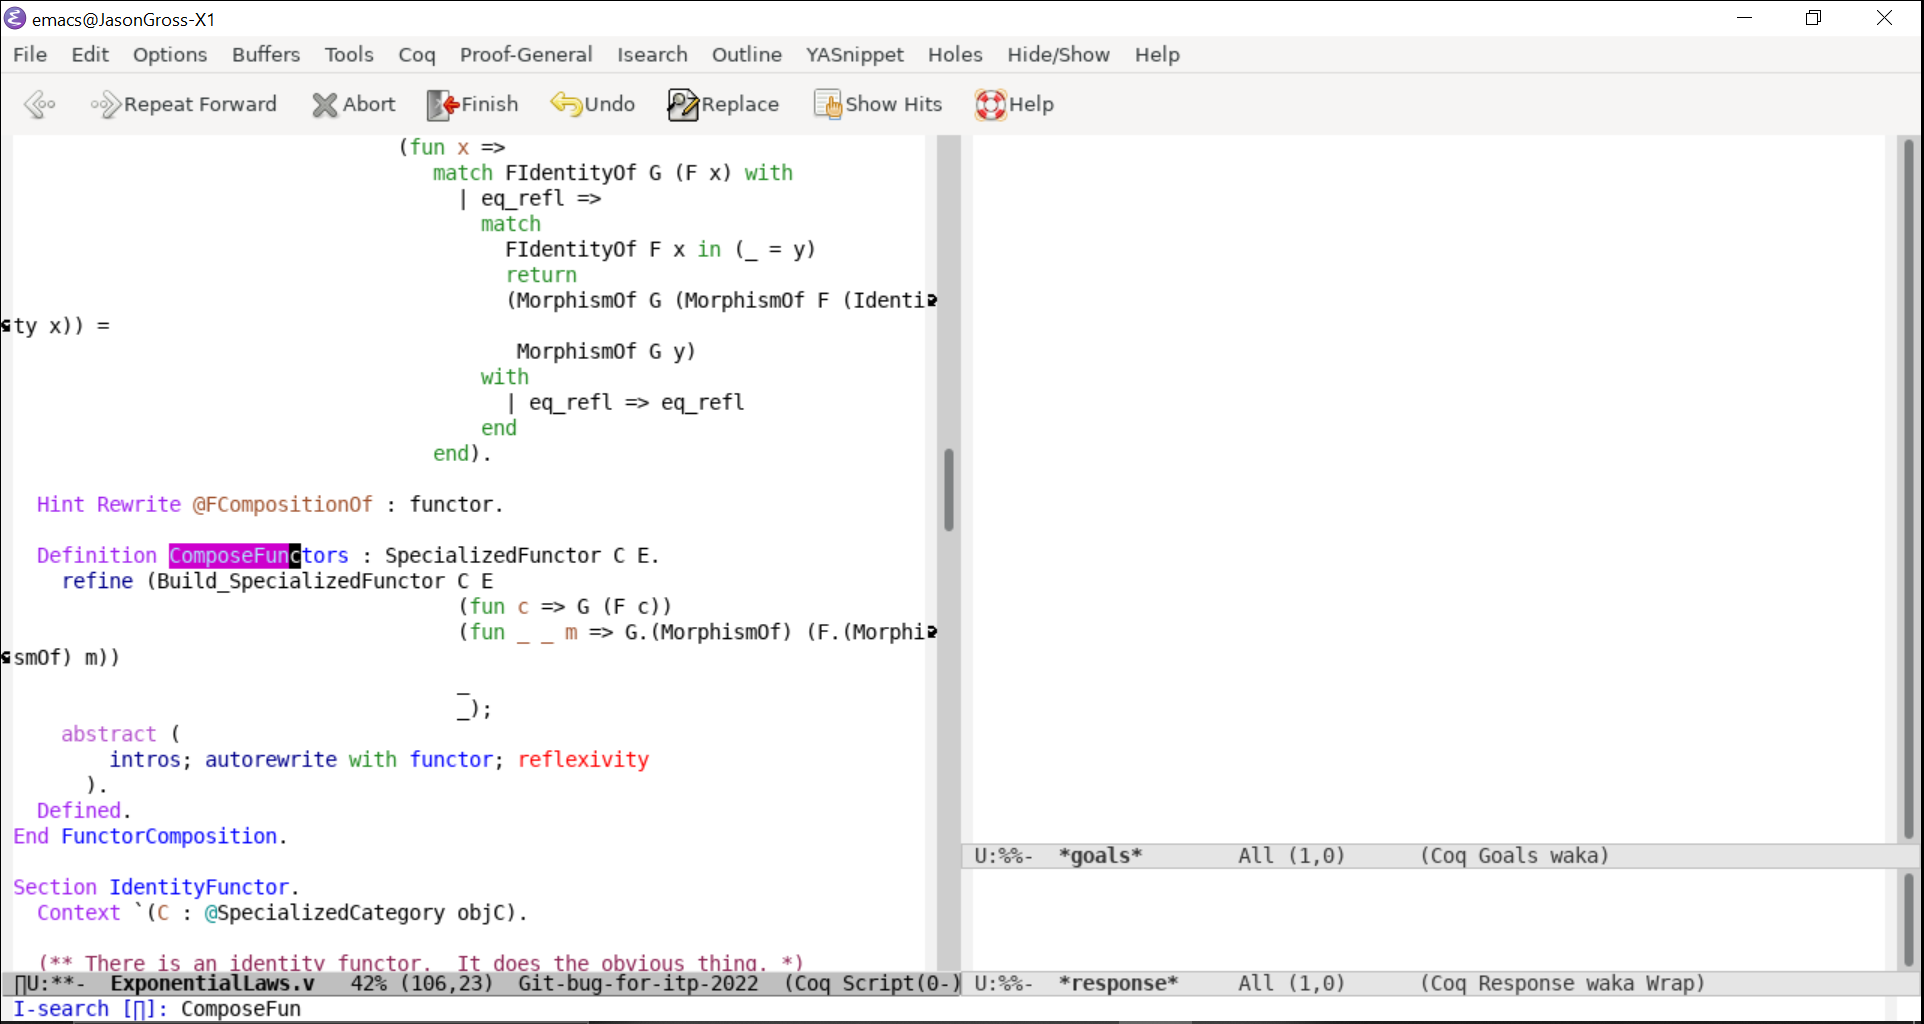 emacs@JasonGross-X1
File Edit Options Buffers Tools Coq Proof-General Isearch Outline YASnippet Holes Hide/Show Help
Repeat Forward Abort Finish Undo Replace Show Hits Help
(fun x =>
match FIdentityOf G (F x) with
| eq_refl =>
match
FIdentityOf F x in (_ = y)
return
(MorphismOf G (MorphismOf F (Identi
ty x)) =
MorphismOf G y)
with
| eq_refl => eq_refl
end
end).
Hint Rewrite @FCompositionOf : functor.
Definition ComposeFunctors : SpecializedFunctor C E.
refine (Build_SpecializedFunctor C E
(fun c => G (F c))
(fun _ _ m => G.(MorphismOf) (F.(Morphi
smOf) m))
_
_);
abstract (
intros; autorewrite with functor; reflexivity
).
Defined.
End FunctorComposition.
Section IdentityFunctor.
Context `(C : @SpecializedCategory objC).
(** There is an identity functor.  It does the obvious thing. *)
U:**-  ExponentialLaws.v   42% (106,23)  Git-bug-for-itp-2022  (Coq Script(0-)
I-search []: ComposeFun
U:%%-  *goals*        All (1,0)      (Coq Goals waka)
U:%%-  *response*     All (1,0)      (Coq Response waka Wrap)